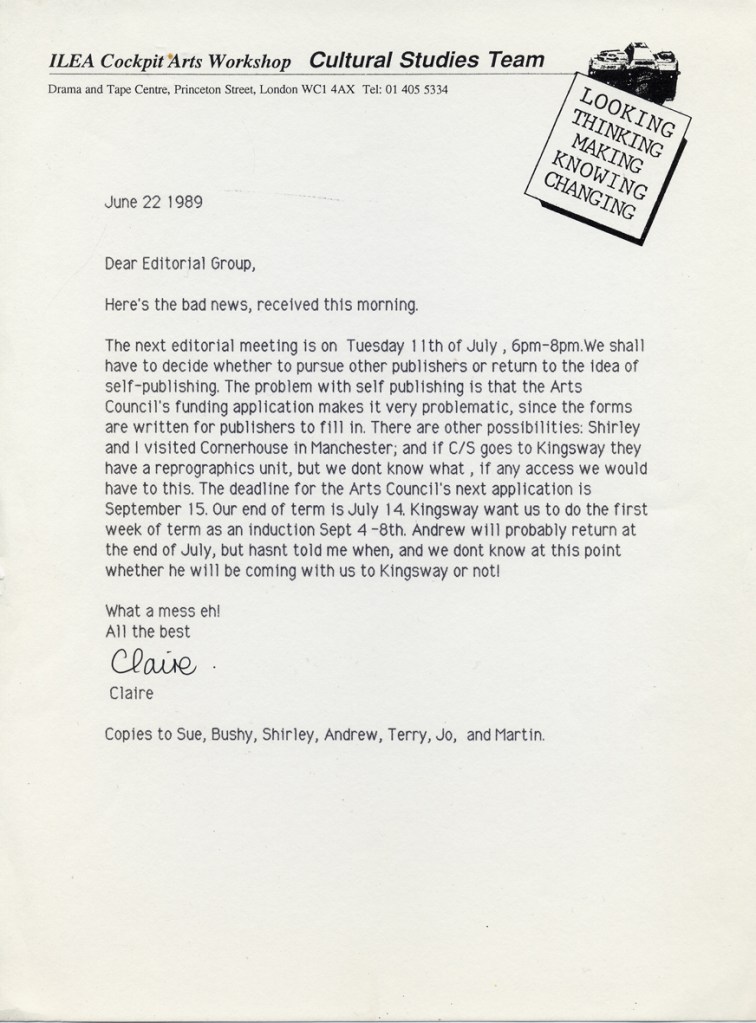 ILEA Cockpit Arts Workshop Cultural Studies Team
Drama and Tape Centre, Princeton Street, London WC1 4AX Tel: 01 405 5334
LOOKING
THINKING
MAKING
KNOWING
CHANGING
June 22 1989
Dear Editorial Group,
Here's the bad news, received this morning.
The next editorial meeting is on Tuesday 11th of July , 6pm-8pm.We shall
have to decide whether to pursue other publishers or return to the idea of
self-publishing. The problem with self publishing is that the Arts
Council's funding application makes it very problematic, since the forms
are written for publishers to fill in. There are other possibilities: Shirley
and I visited Cornerhouse in Manchester; and if C/S goes to Kingsway they
have a reprographics unit, but we dont know what , if any access we would
have to this. The deadline for the Arts Council's next application is
September 15. Our end of term is July 14. Kingsway want us to do the first
week of term as an induction Sept 4 -8th. Andrew will probably return at
the end of July, but hasnt told me when, and we dont know at this point
whether he will be coming with us to Kingsway or not!
What a mess eh!
All the best
Claire
Claire
Copies to Sue, Bushy, Shirley, Andrew, Terry, Jo, and Martin.